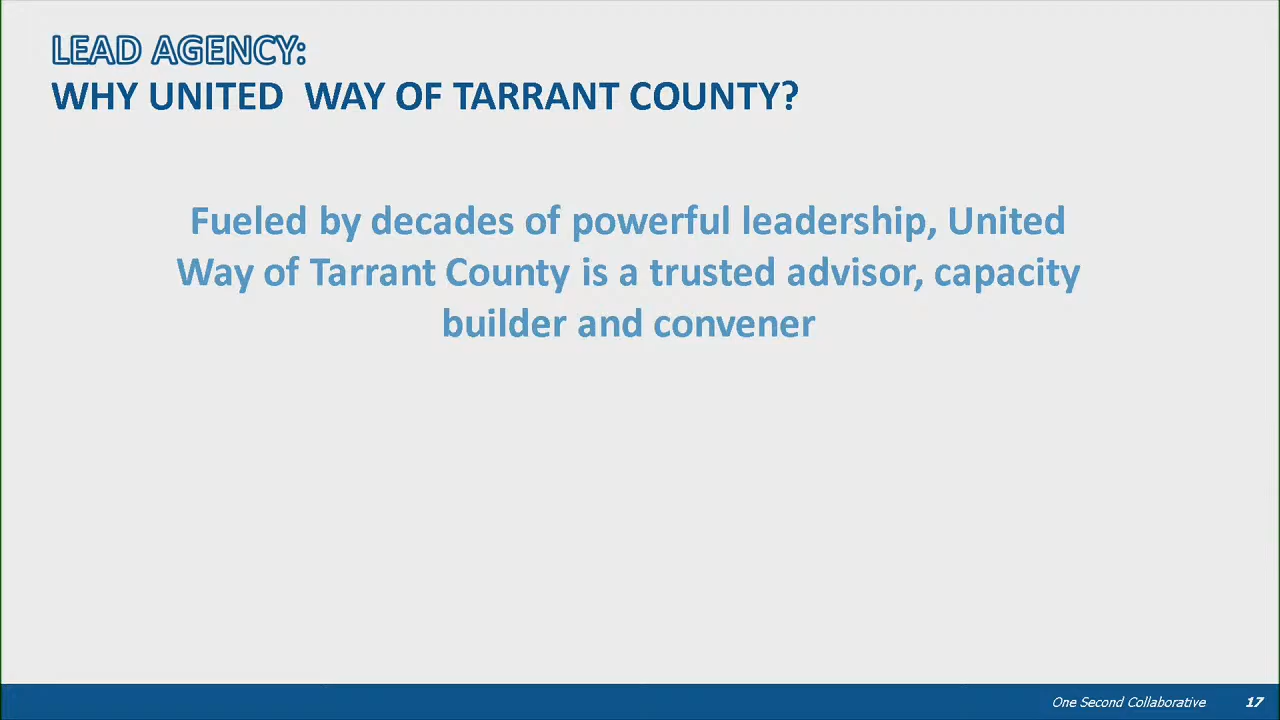 LEAD AGENCY:
WHY UNITED  WAY OF TARRANT COUNTY?
Fueled by decades of powerful leadership, United
Way of Tarrant County is a trusted advisor, capacity
builder and convener
One Second Collaborative 17